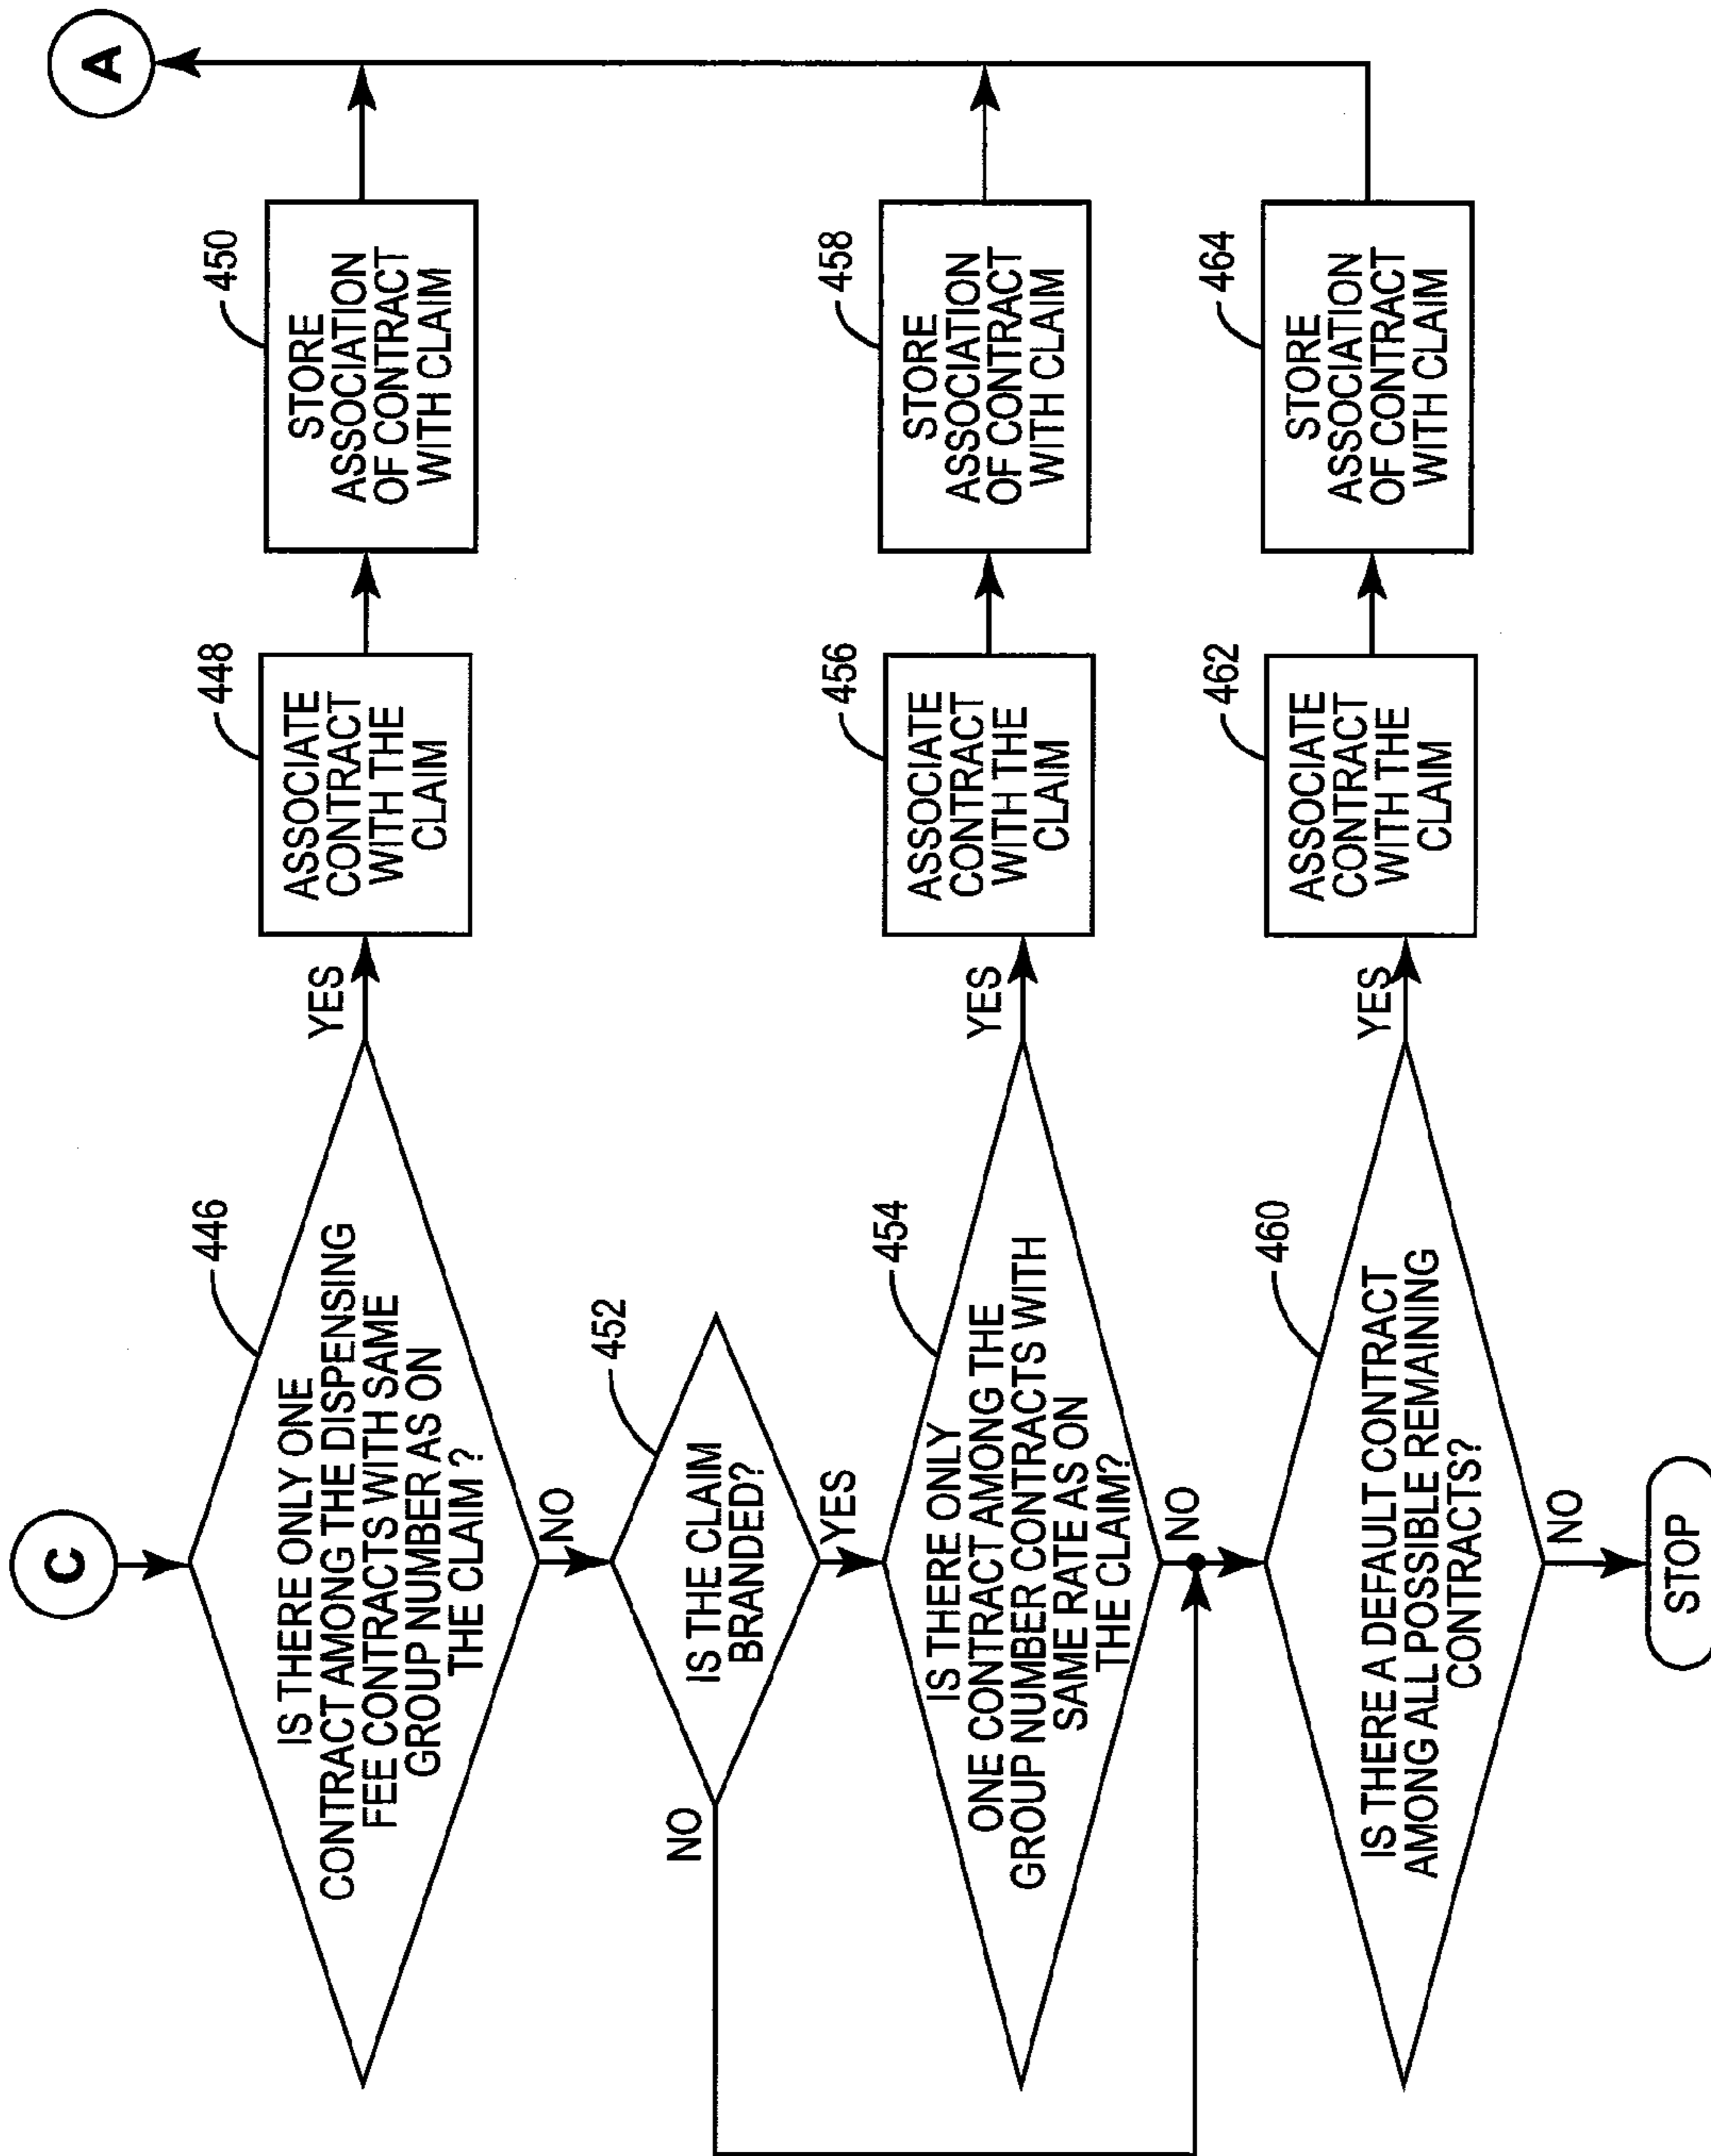 C
446
IS THERE ONLY ONE
CONTRACT AMONG THE DISPENSING
FEE CONTRACTS WITH SAME
GROUP NUMBER AS ON
THE CLAIM ?
YES
448
ASSOCIATE
CONTRACT
WITH THE
CLAIM
450
STORE
ASSOCIATION
OF CONTRACT
WITH CLAIM
A
NO
452
IS THE CLAIM
BRANDED?
NO
YES
454
IS THERE ONLY
ONE CONTRACT AMONG THE
GROUP NUMBER CONTRACTS WITH
SAME RATE AS ON
THE CLAIM?
YES
456
ASSOCIATE
CONTRACT
WITH THE
CLAIM
458
STORE
ASSOCIATION
OF CONTRACT
WITH CLAIM
NO
460
IS THERE A DEFAULT CONTRACT
AMONG ALL POSSIBLE REMAINING
CONTRACTS?
YES
462
ASSOCIATE
CONTRACT
WITH THE
CLAIM
464
STORE
ASSOCIATION
OF CONTRACT
WITH CLAIM
NO
STOP